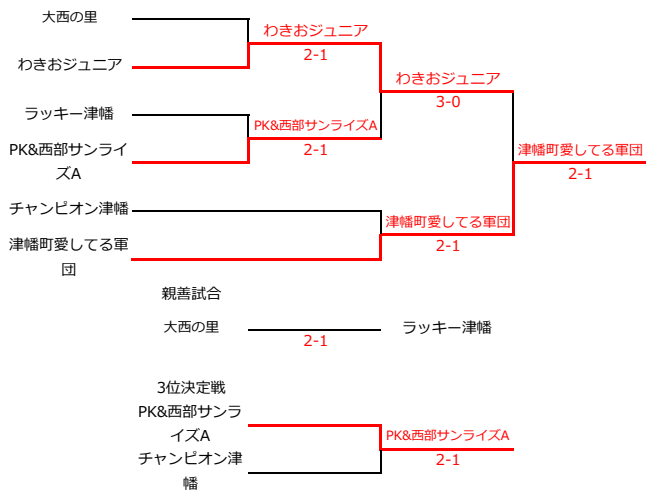 大西の里
わきおジュニア
2-1
わきおジュニア
わきおジュニア
3-0
ラッキー津幡
PK&西部サンライズA
2-1
PK&西部サンライ
ズA
津幡町愛してる軍団
2-1
チャンピオン津幡
津幡町愛してる軍団
2-1
津幡町愛してる軍
団
親善試合
大西の里
2-1
ラッキー津幡
3位決定戦
PK&西部サンラ
イズA
PK&西部サンライズA
2-1
チャンピオン津
幡